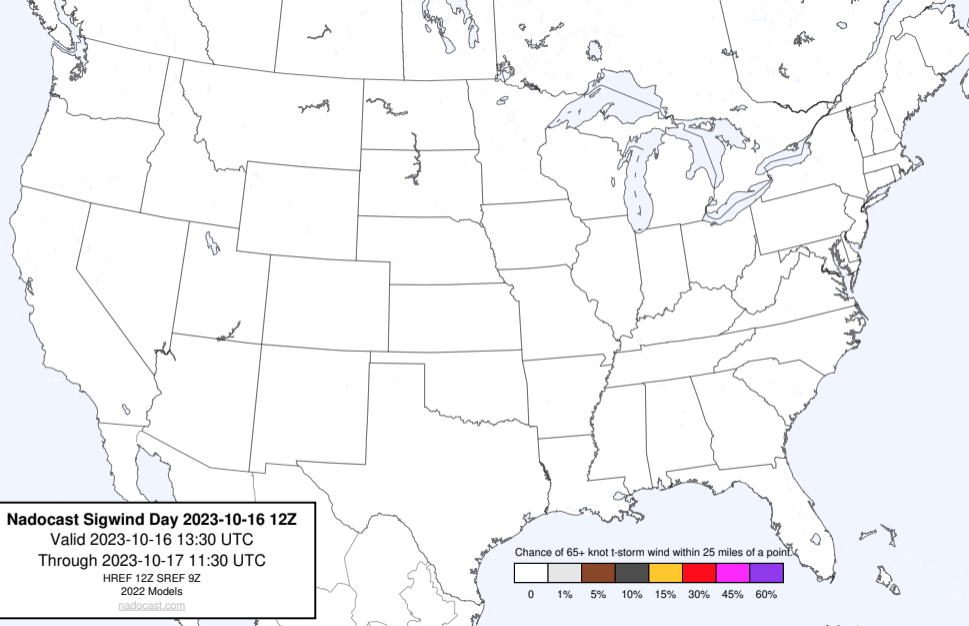 Nadocast Sigwind Day 2023-10-16 12Z
Valid 2023-10-16 13:30 UTC
Through 2023-10-17 11:30 UTC
HREF 12Z SREF 9Z
2022 Models
nadocast.com
Chance of 65+ knot t-storm wind within 25 miles of a point.
0 1% 5% 10% 15% 30% 45% 60%